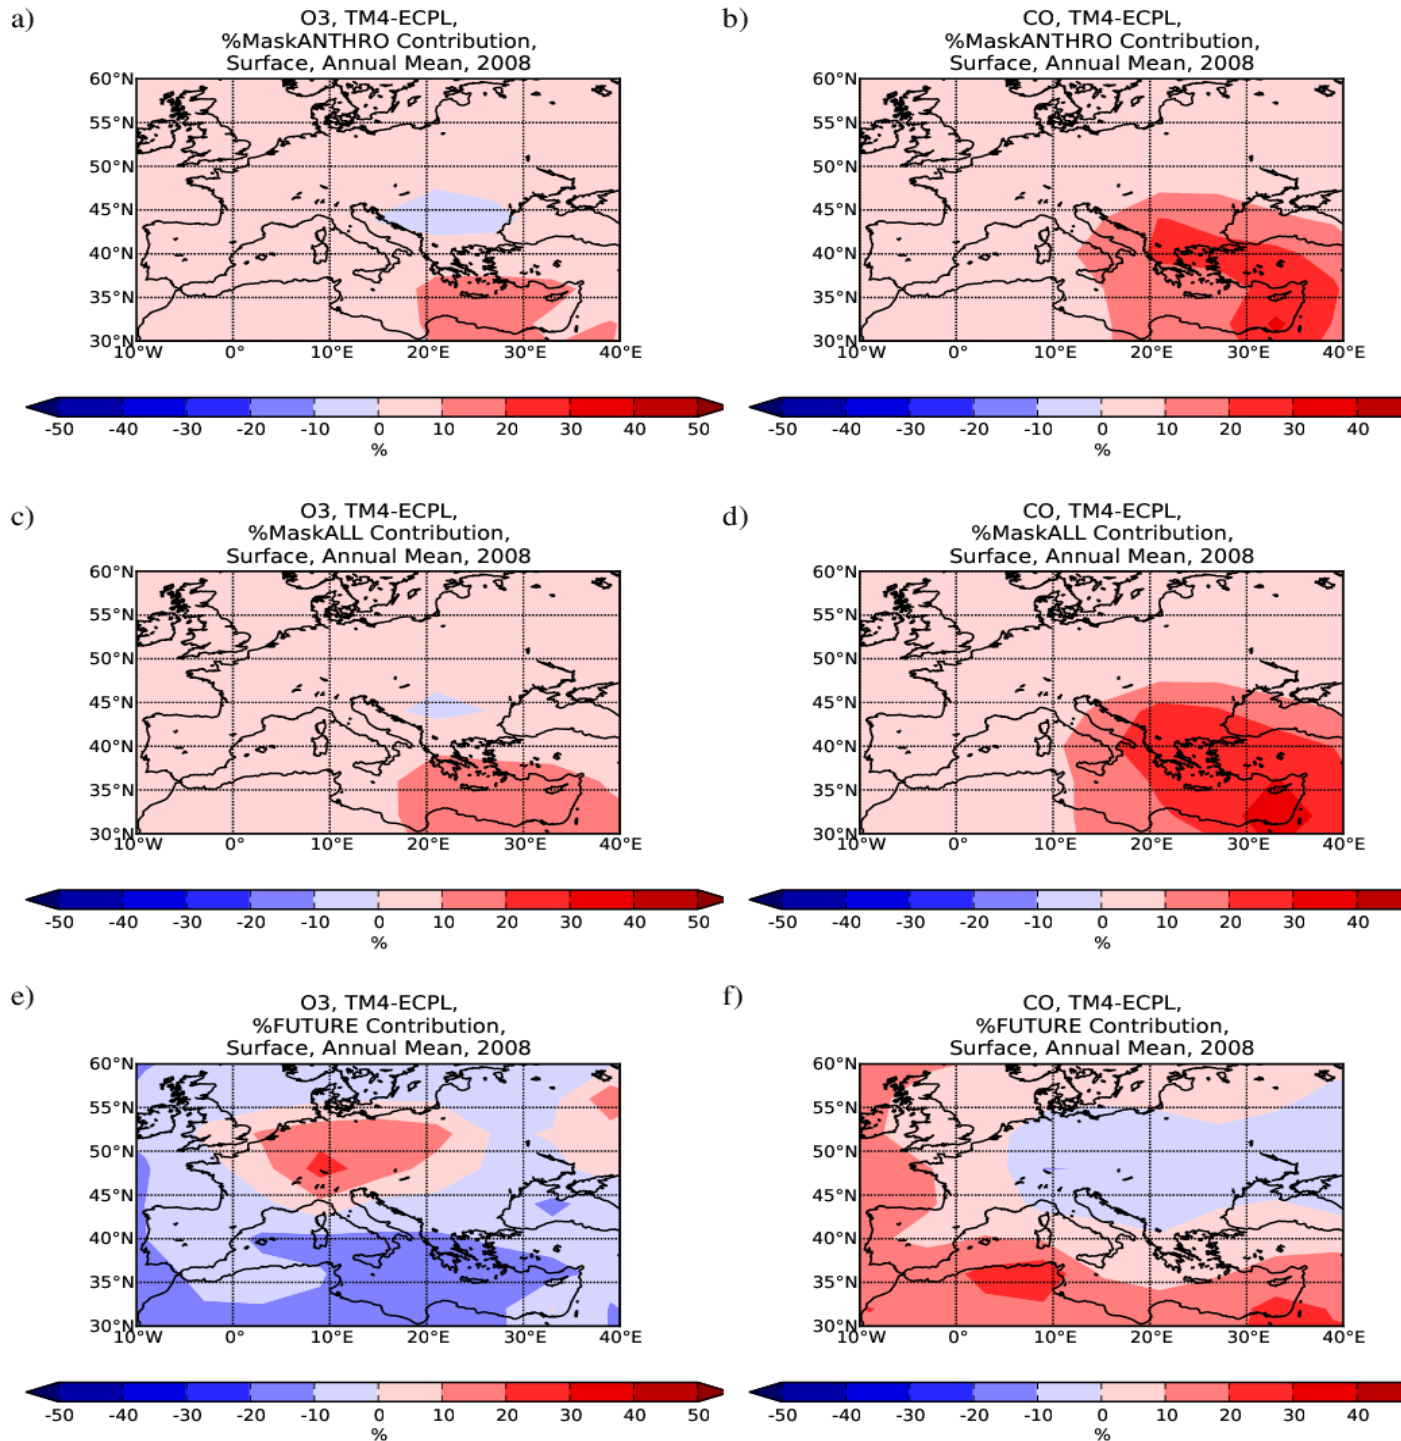 a)
O3, TM4-ECPL,
%MaskANTHRO Contribution,
Surface, Annual Mean, 2008
60°N
55°N
50°N
45°N
40°N
35°N
30°N
10°W 0° 10°E 20°E 30°E 40°E
-50 -40 -30 -20 -10 0 10 20 30 40 50
%
b)
CO, TM4-ECPL,
%MaskANTHRO Contribution,
Surface, Annual Mean, 2008
60°N
55°N
50°N
45°N
40°N
35°N
30°N
10°W 0° 10°E 20°E 30°E 40°E
-50 -40 -30 -20 -10 0 10 20 30 40
%
c)
O3, TM4-ECPL,
%MaskALL Contribution,
Surface, Annual Mean, 2008
60°N
55°N
50°N
45°N
40°N
35°N
30°N
10°W 0° 10°E 20°E 30°E 40°E
-50 -40 -30 -20 -10 0 10 20 30 40 50
%
d)
CO, TM4-ECPL,
%MaskALL Contribution,
Surface, Annual Mean, 2008
60°N
55°N
50°N
45°N
40°N
35°N
30°N
10°W 0° 10°E 20°E 30°E 40°E
-50 -40 -30 -20 -10 0 10 20 30 40
%
e)
O3, TM4-ECPL,
%FUTURE Contribution,
Surface, Annual Mean, 2008
60°N
55°N
50°N
45°N
40°N
35°N
30°N
10°W 0° 10°E 20°E 30°E 40°E
-50 -40 -30 -20 -10 0 10 20 30 40 50
%
f)
CO, TM4-ECPL,
%FUTURE Contribution,
Surface, Annual Mean, 2008
60°N
55°N
50°N
45°N
40°N
35°N
30°N
10°W 0° 10°E 20°E 30°E 40°E
-50 -40 -30 -20 -10 0 10 20 30 40
%